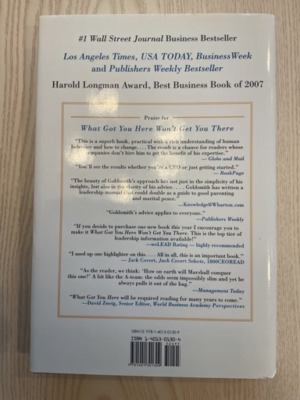 #1 Wall Street Journal Business Bestseller
Los Angeles Times, USA TODAY, BusinessWeek
and Publishers Weekly Bestseller
Harold Longman Award, Best Business Book of 2007
Praise for
What Got You Here Won't Get You There
"This is a superb book, practical with a rich understanding of human
behavior and how to change. . . . The result is a chance for readers whose
companies don't hire him to get the benefit of his expertise."
— Globe and Mail
"You'll see the results whether you're a CEO or just getting started."
— BookPage
"The beauty of Goldsmith's approach lies not just in the simplicity of his
insights, but also in the clarity of his advice. . . . Goldsmith has written a
leadership manual that could double as a guide to good parenting
and marital peace."
—Knowledge@Wharton.com
"Goldsmith's advice applies to everyone."
—Publishers Weekly
"If you decide to purchase one new book this year I encourage you to
make it What Got You Here Won't Get You There. This is the top tier of
leadership information available!"
LEAD Rating — highly recommended
"I used up one highlighter on this . . . All in all, this is an important book."
— Jack Covert, Jack Covert Selects, 1800CEOREAD
"As the reader, we think: 'How on earth will Marshall conquer
this one?' A bit like the A-team: the odds seem impossibly slim and yet he
always pulls it out of the bag."
—Management Today
"What Got You Here will be required reading for many years to come."
—David Zweig, Senior Editor, World Business Academy Perspectives
ISBN 1-4013-0130-4